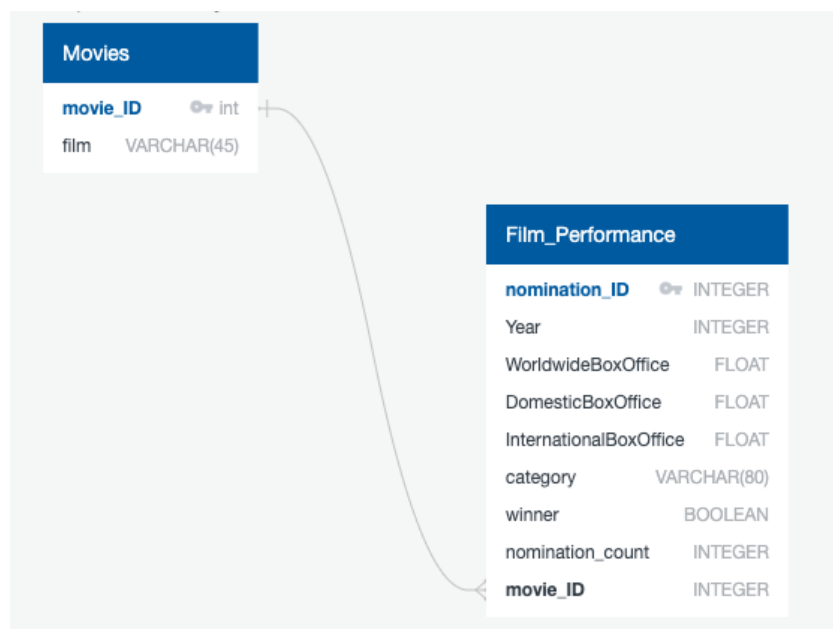 Movies
movie_ID int
film VARCHAR(45)
Film_Performance
nomination_ID INTEGER
Year INTEGER
WorldwideBoxOffice FLOAT
DomesticBoxOffice FLOAT
InternationalBoxOffice FLOAT
category VARCHAR(80)
winner BOOLEAN
nomination_count INTEGER
movie_ID INTEGER